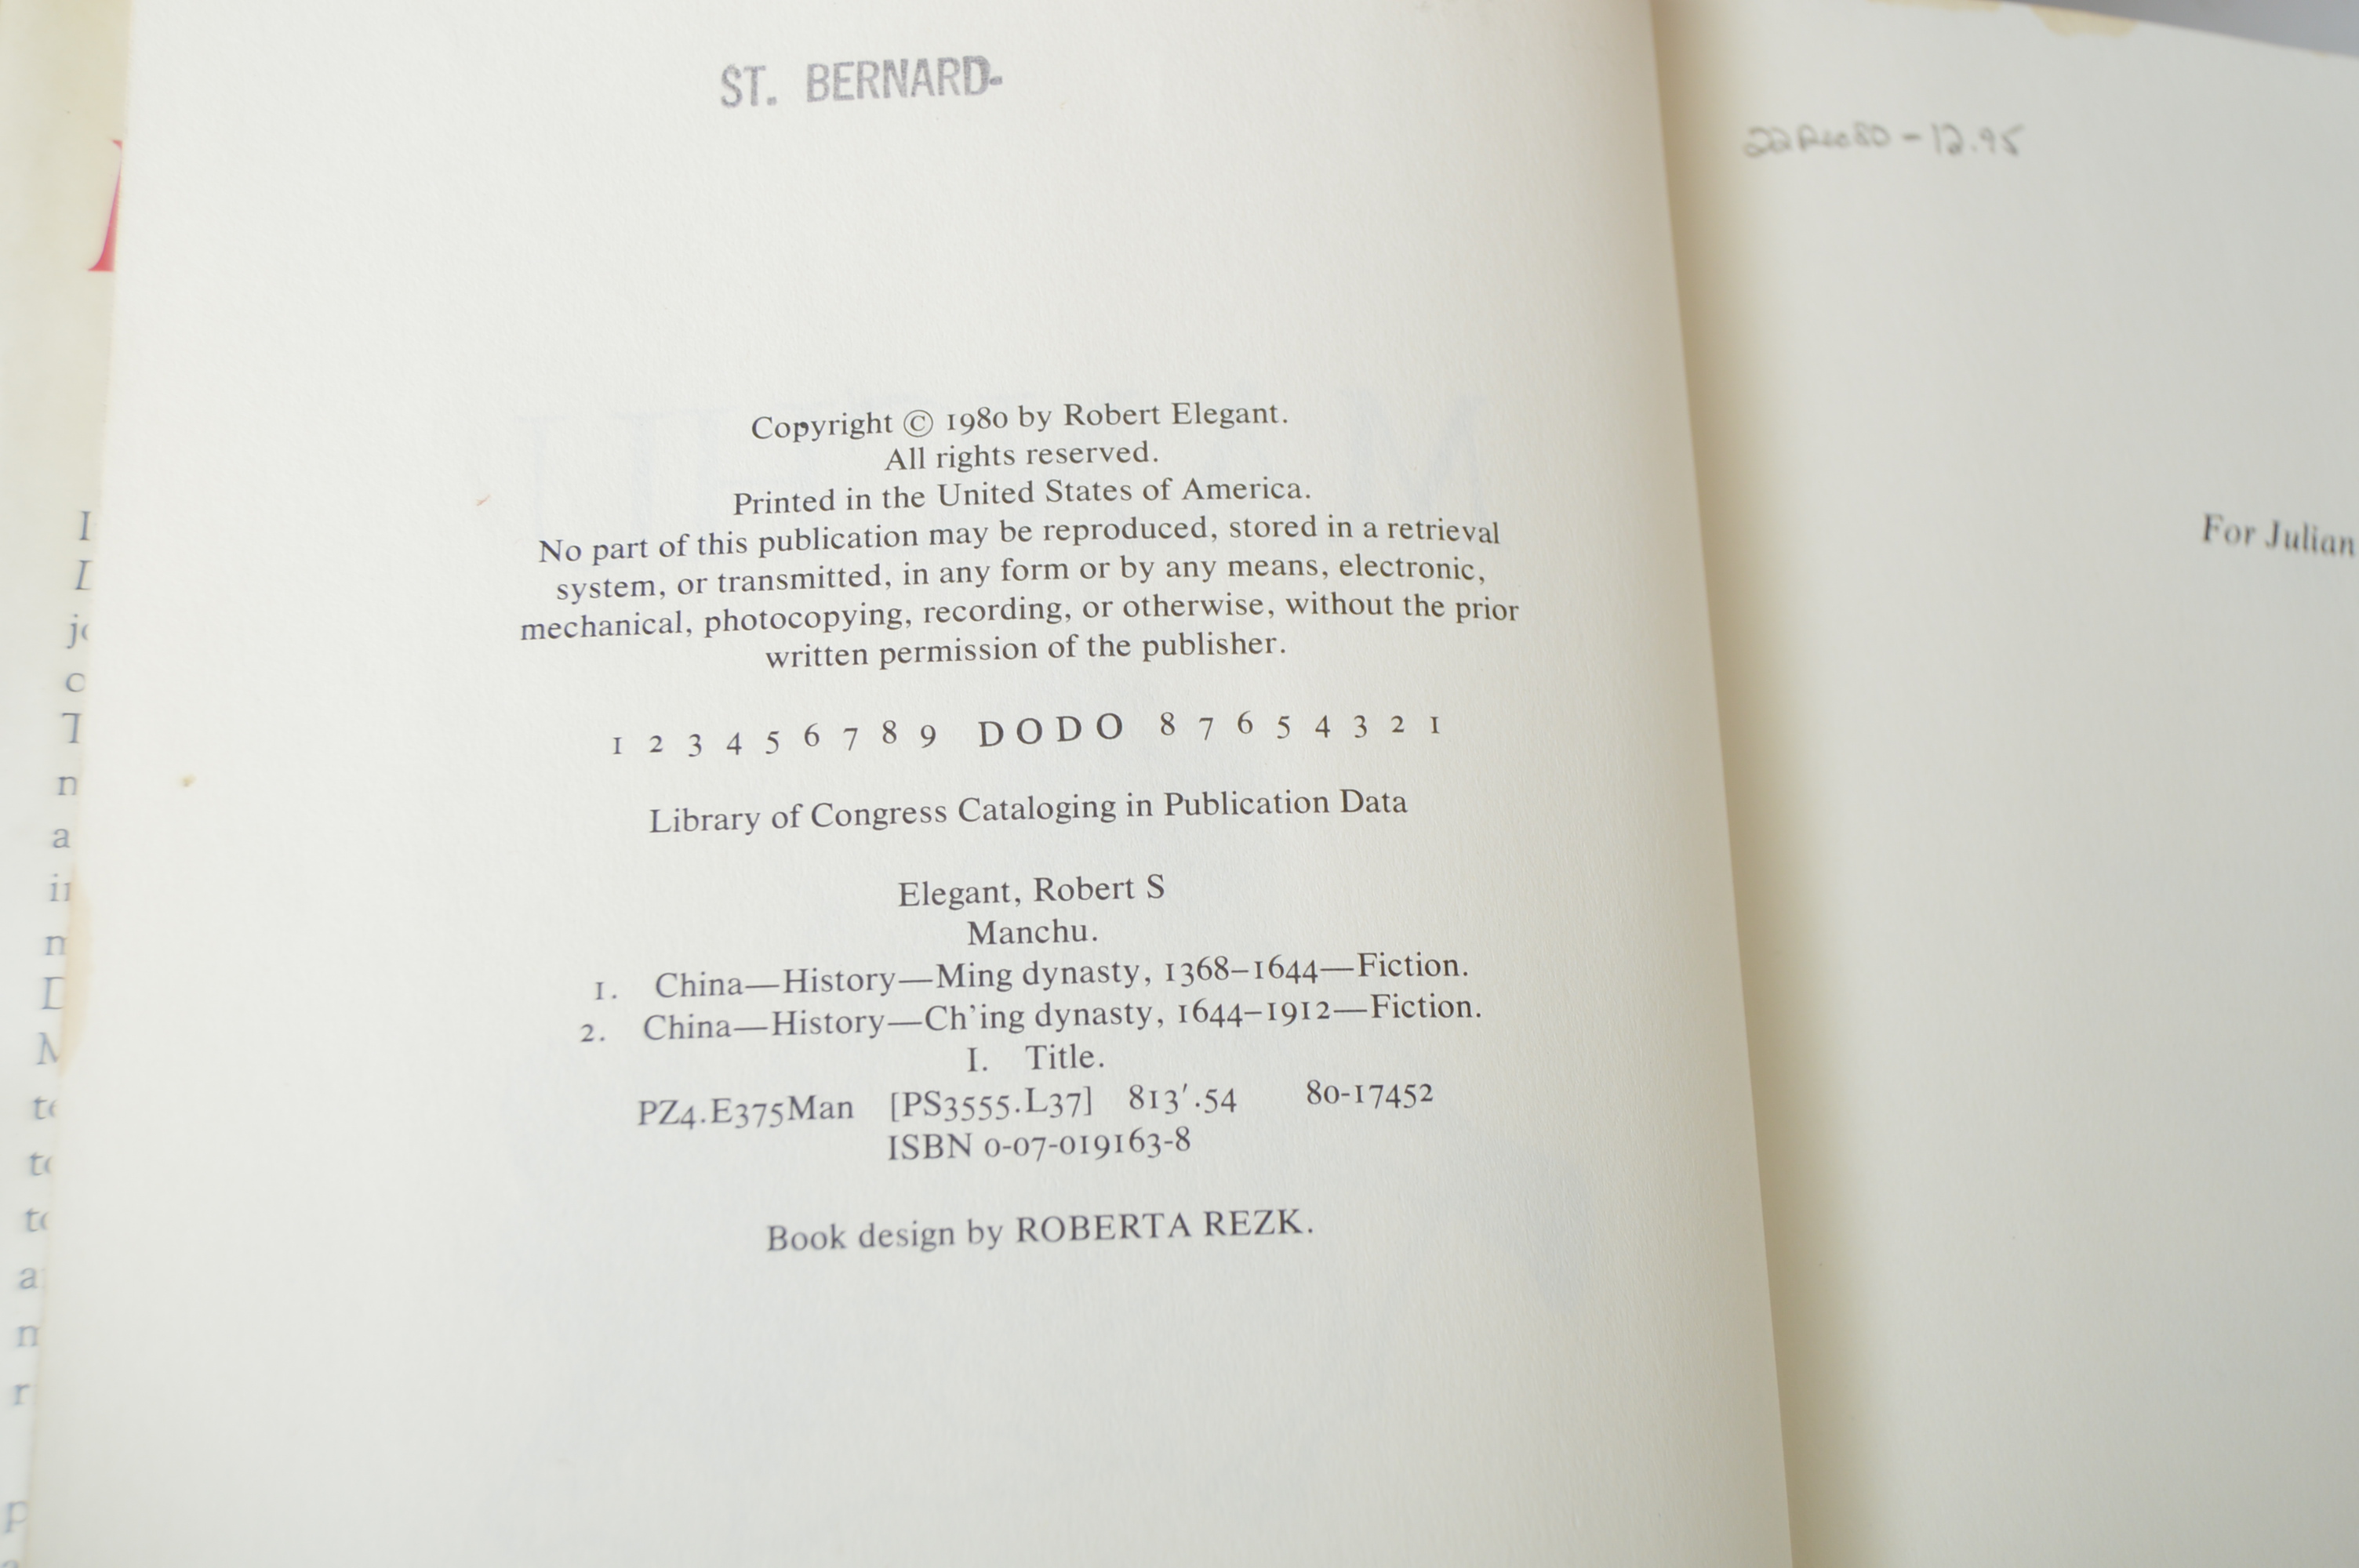 ST. BERNARD
Copyright © 1980 by Robert Elegant.
All rights reserved.
Printed in the United States of America.
No part of this publication may be reproduced, stored in a retrieval
system, or transmitted, in any form or by any means, electronic,
mechanical, photocopying, recording, or otherwise, without the prior
written permission of the publisher.
1 2 3 4 5 6 7 8 9 DODO 8 7 6 5 4 3 2 1
Library of Congress Cataloging in Publication Data
Elegant, Robert S
Manchu.
1. China—History—Ming dynasty, 1368–1644—Fiction.
2. China—History—Ch'ing dynasty, 1644–1912—Fiction.
I. Title.
PZ4.E375Man [PS3555.L37] 813'.54 80-17452
ISBN 0-07-019163-8
Book design by ROBERTA REZK.
22 Dec 80 - 12.95
For Julian